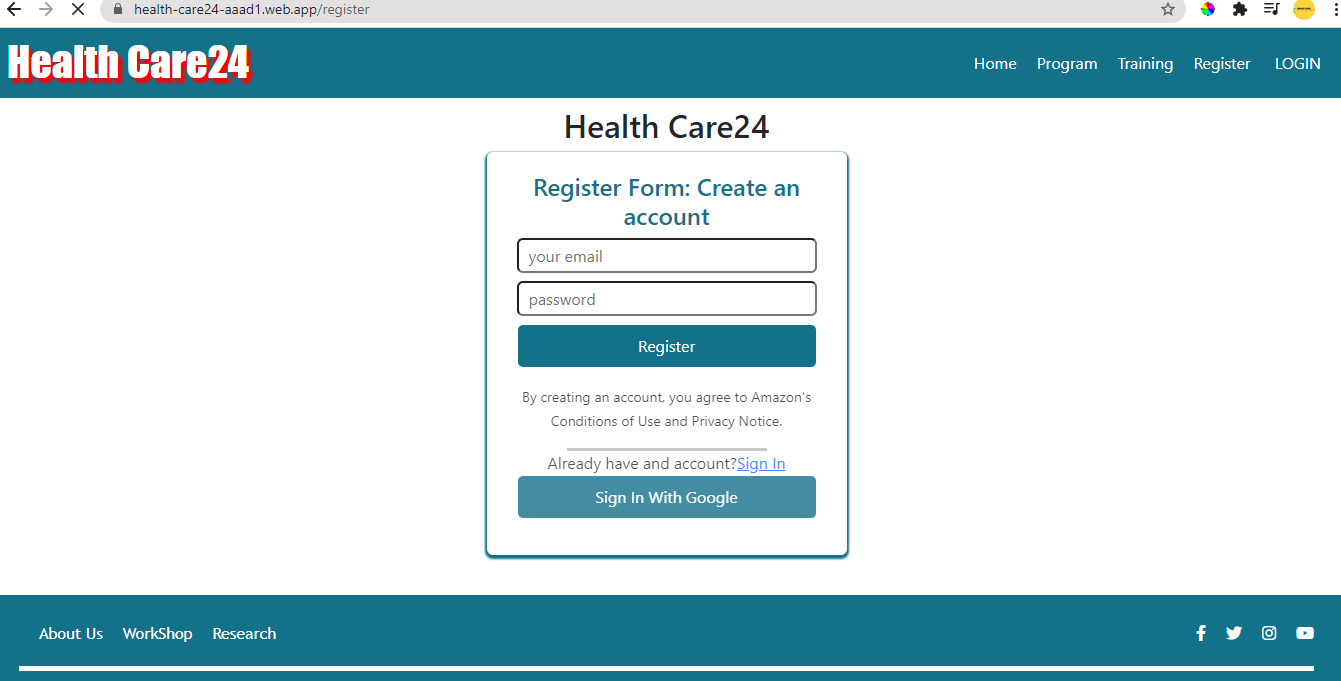 health-care24-aaad1.web.app/register
Health Care24
Home Program Training Register LOGIN
Health Care24
Register Form: Create an
account
your email
password
Register
By creating an account, you agree to Amazon's
Conditions of Use and Privacy Notice.
Already have and account?Sign In
Sign In With Google
About Us WorkShop Research